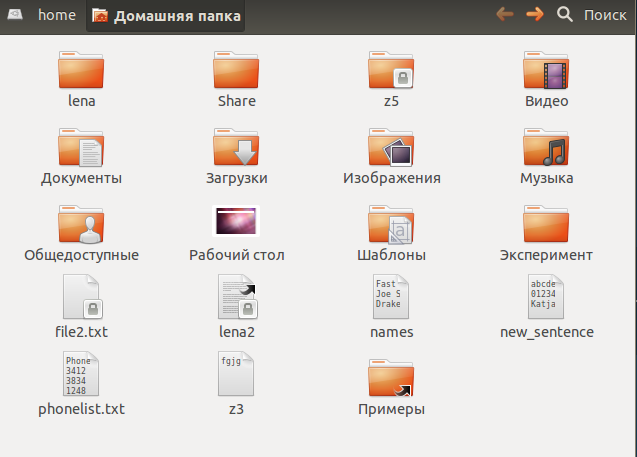 home Домашняя папка Поиск
lena Share z5 Видео
Документы Загрузки Изображения Музыка
Общедоступные Рабочий стол Шаблоны Эксперимент
a
Fast
Joe S
Drake
abcde
01234
Katja
file2.txt lena2 names new_sentence
Phone
3412
3834
1248
fgjg
phonelist.txt z3 Примеры